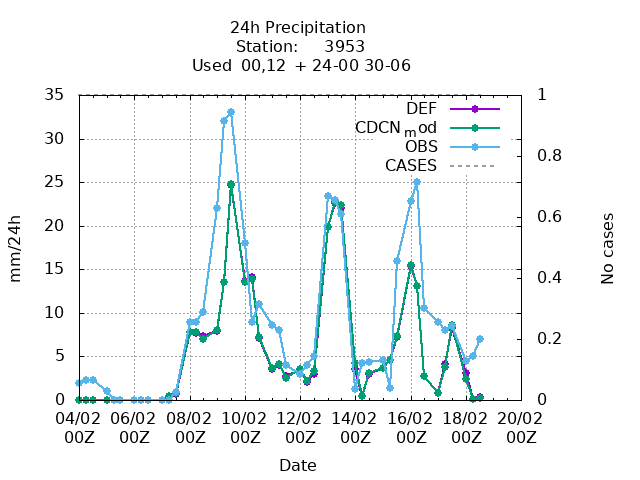 24h Precipitation
Station: 3953
Used 00,12 + 24-00 30-06
35
30
25
20
15
10
5
0
mm/24h
1
0.8
0.6
0.4
0.2
0
No cases
DEF
CDCNmod
OBS
CASES
04/02 06/02 08/02 10/02 12/02 14/02 16/02 18/02 20/02
00Z 00Z 00Z 00Z 00Z 00Z 00Z 00Z 00Z
Date